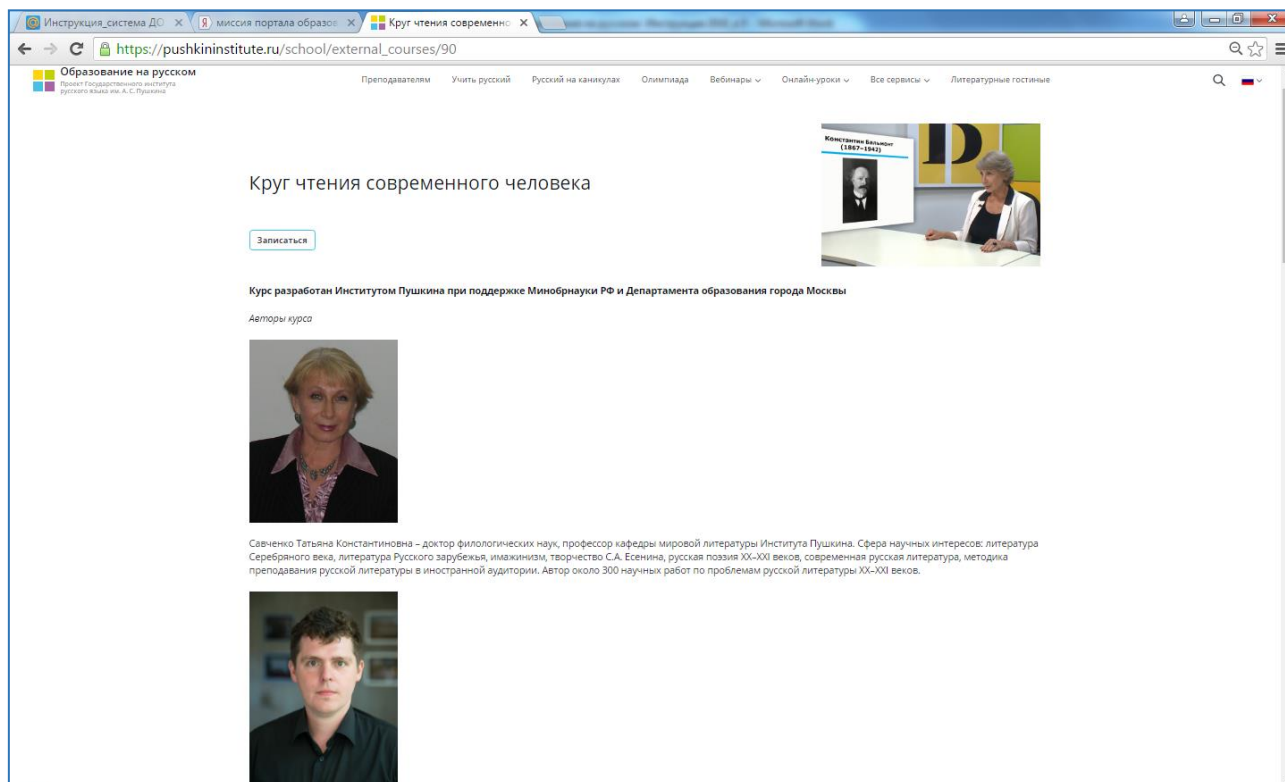 Инструкция_система ДО
миссия портала образов
Круг чтения современно
https://pushkininstitute.ru/school/external_courses/90
Образование на русском
Проект Государственного института
русского языка им. А. С. Пушкина
Преподавателям Учить русский Русский на каникулах Олимпиада Вебинары Онлайн-уроки Все сервисы Литературные гостиные
Константин Бальмонт
(1867–1942)
Круг чтения современного человека
Записаться
Курс разработан Институтом Пушкина при поддержке Минобрнауки РФ и Департамента образования города Москвы
Авторы курса
Савченко Татьяна Константиновна – доктор филологических наук, профессор кафедры мировой литературы Института Пушкина. Сфера научных интересов: литература
Серебряного века, литература Русского зарубежья, имажинизм, творчество С.А. Есенина, русская поэзия XX–XXI веков, современная русская литература, методика
преподавания русской литературы в иностранной аудитории. Автор около 300 научных работ по проблемам русской литературы XX–XXI веков.